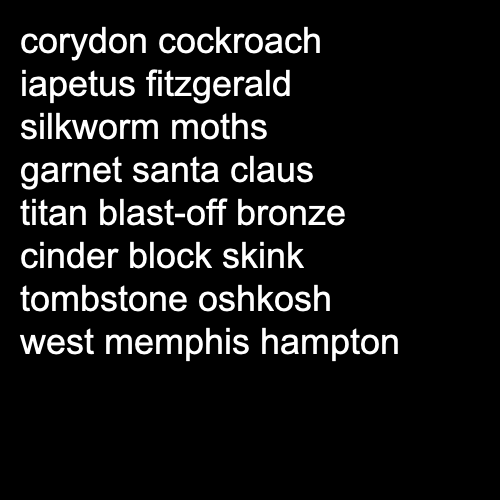 corydon cockroach
iapetus fitzgerald
silkworm moths
garnet santa claus
titan blast-off bronze
cinder block skink
tombstone oshkosh
west memphis hampton